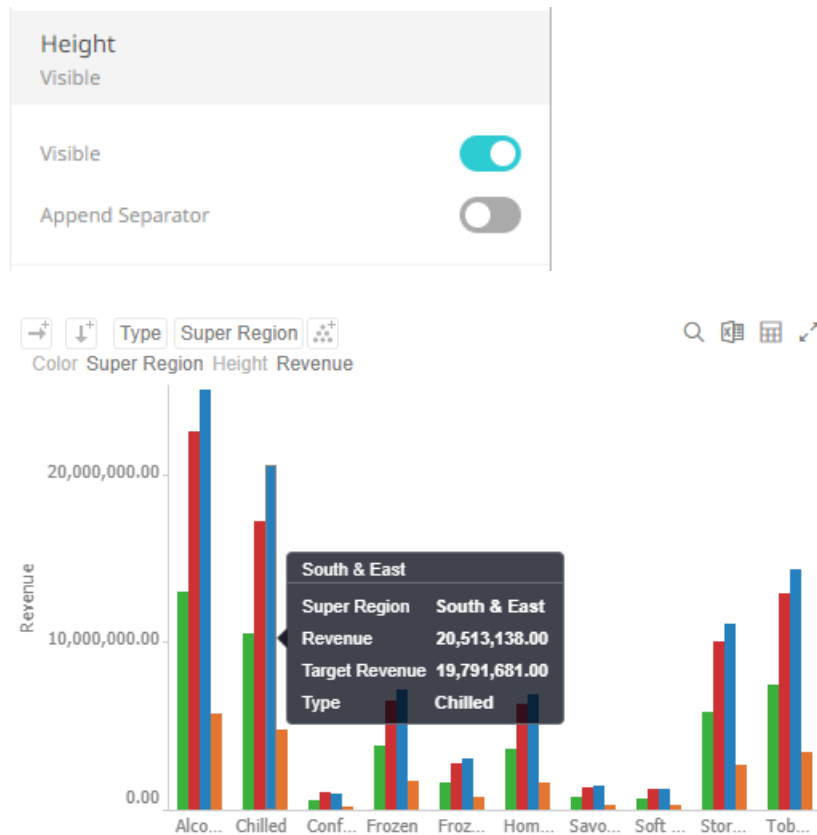 Height
Visible
Visible
Append Separator
Type Super Region
Color Super Region Height Revenue
20,000,000.00
10,000,000.00
0.00
Revenue
South & East
Super Region South & East
Revenue 20,513,138.00
Target Revenue 19,791,681.00
Type Chilled
Alco... Chilled Conf... Frozen Froz... Hom... Savo... Soft ... Stor... Tob...